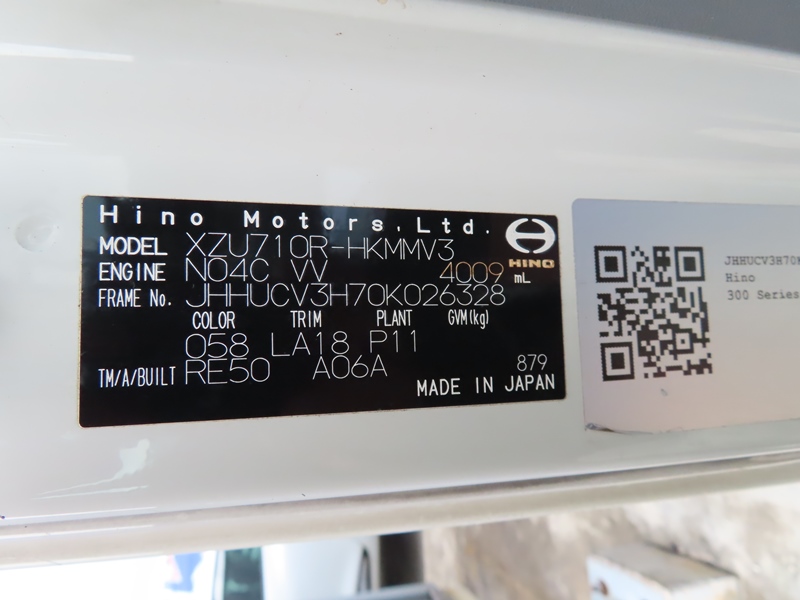 Hino Motors,Ltd.
HINO
MODEL XZU710R-HKMMV3
ENGINE N04C VV 4009 mL
FRAME No. JHHUCV3H70K026328
COLOR TRIM PLANT GVM(kg)
058 LA18 P11
TM/A/BUILT RE50 A06A 879
MADE IN JAPAN
JHHUCV3H70K
Hino
300 Series